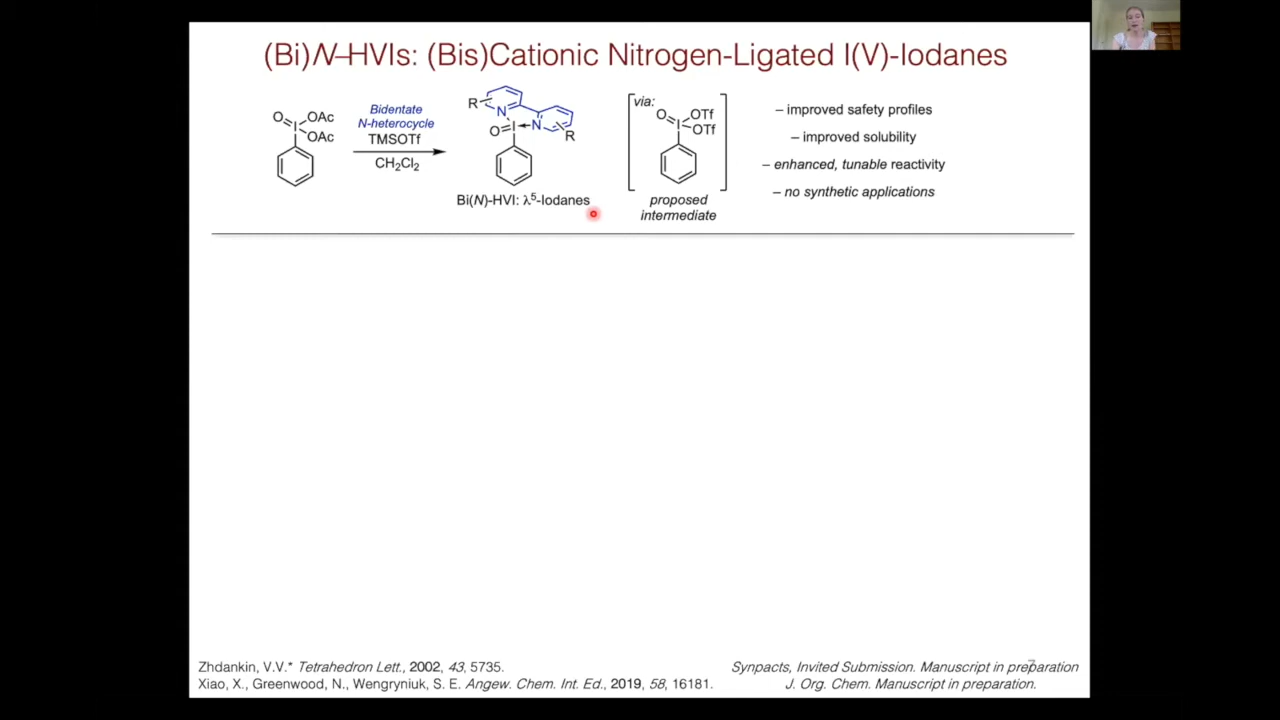 (Bi)N–HVIs: (Bis)Cationic Nitrogen-Ligated I(V)-Iodanes
O
I
OAc
OAc
Bidentate
N-heterocycle
TMSOTf
CH₂Cl₂
R
N
O
I
N
R
Bi(N)-HVI: λ⁵-Iodanes
via:
O
I
OTf
OTf
proposed
intermediate
– improved safety profiles
– improved solubility
– enhanced, tunable reactivity
– no synthetic applications
Zhdankin, V.V.* Tetrahedron Lett., 2002, 43, 5735.
Xiao, X., Greenwood, N., Wengryniuk, S. E. Angew. Chem. Int. Ed., 2019, 58, 16181.
Synpacts, Invited Submission. Manuscript in preparation
J. Org. Chem. Manuscript in preparation.
7